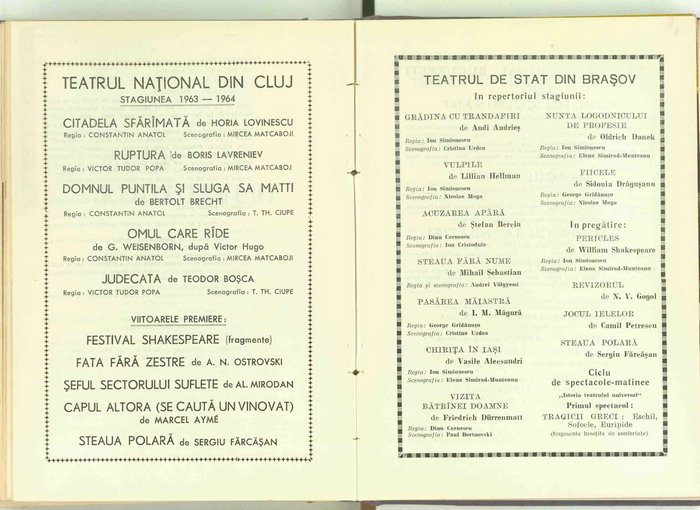 TEATRUL NAȚIONAL DIN CLUJ
STAGIUNEA 1963 — 1964
CITADELA SFĂRÎMATĂ de HORIA LOVINESCU
Regia : CONSTANTIN ANATOL Scenografia : MIRCEA MATCABOJI
RUPTURA de BORIS LAVRENIEV
Regia : VICTOR TUDOR POPA Scenografia : MIRCEA MATCABOJ
DOMNUL PUNTILA ȘI SLUGA SA MATTI
de BERTOLT BRECHT
Regia : CONSTANTIN ANATOL Scenografia : T. TH. CIUPE
OMUL CARE RÎDE
de G. WEISENBORN, după Victor Hugo
Regia : CONSTANTIN ANATOL Scenografia : MIRCEA MATCABOJI
JUDECATA de TEODOR BOȘCA
Regia : VICTOR TUDOR POPA Scenografia : T. TH. CIUPE
VIITOARELE PREMIERE :
FESTIVAL SHAKESPEARE (fragmente)
FATA FĂRĂ ZESTRE de A. N. OSTROVSKI
ȘEFUL SECTORULUI SUFLETE de AL. MIRODAN
CAPUL ALTORA (SE CAUTĂ UN VINOVAT)
de MARCEL AYMÉ
STEAUA POLARĂ de SERGIU FĂRCĂȘAN
TEATRUL DE STAT DIN BRAȘOV
In repertoriul stagiunii :
GRĂDINA CU TRANDAFIRI
de Andi Andrieș
Regia : Ion Simionescu
Scenografia : Cristina Urdea
VULPILE
de Lillian Hellman
Regia : Ion Simionescu
Scenografia : Nicolae Moga
ACUZAREA APĂRĂ
de Ștefan Berciu
Regia : Dinu Cernescu
Scenografia : Ion Cristodulo
STEAUA FĂRĂ NUME
de Mihail Sebastian
Regia și scenografia : Andrei Völgyessi
PASĂREA MĂIASTRĂ
de I. M. Măgură
Regia : George Gridănușu
Scenografia : Cristina Urdea
CHIRIȚA ÎN IAȘI
de Vasile Alecsandri
Regia : Ion Simionescu
Scenografia : Elena Simirad-Munteanu
VIZITA
BĂTRÎNEI DOAMNE
de Friedrich Dürrenmatt
Regia : Dinu Cernescu
Scenografia : Paul Bortnovski
NUNTA LOGODNICULUI
DE PROFESIE
de Oldrich Danek
Regia : Ion Simionescu
Scenografia : Elena Simirad-Munteanu
FIICELE
de Sidonia Drăgușanu
Regia : George Gridănușu
Scenografia : Nicolae Moga
In pregătire :
PERICLES
de William Shakespeare
Regia : Ion Simionescu
Scenografia : Elena Simirad-Munteanu
REVIZORUL
de N. V. Gogol
JOCUL IELELOR
de Camil Petrescu
STEAUA POLARĂ
de Sergiu Fărcășan
Ciclu
de spectacole-matinee
„Istoria teatrului universal"
Primul spectacol :
TRAGICII GRECI : Eschil,
Sofocle, Euripide
(fragmente însoțite de conferințe)